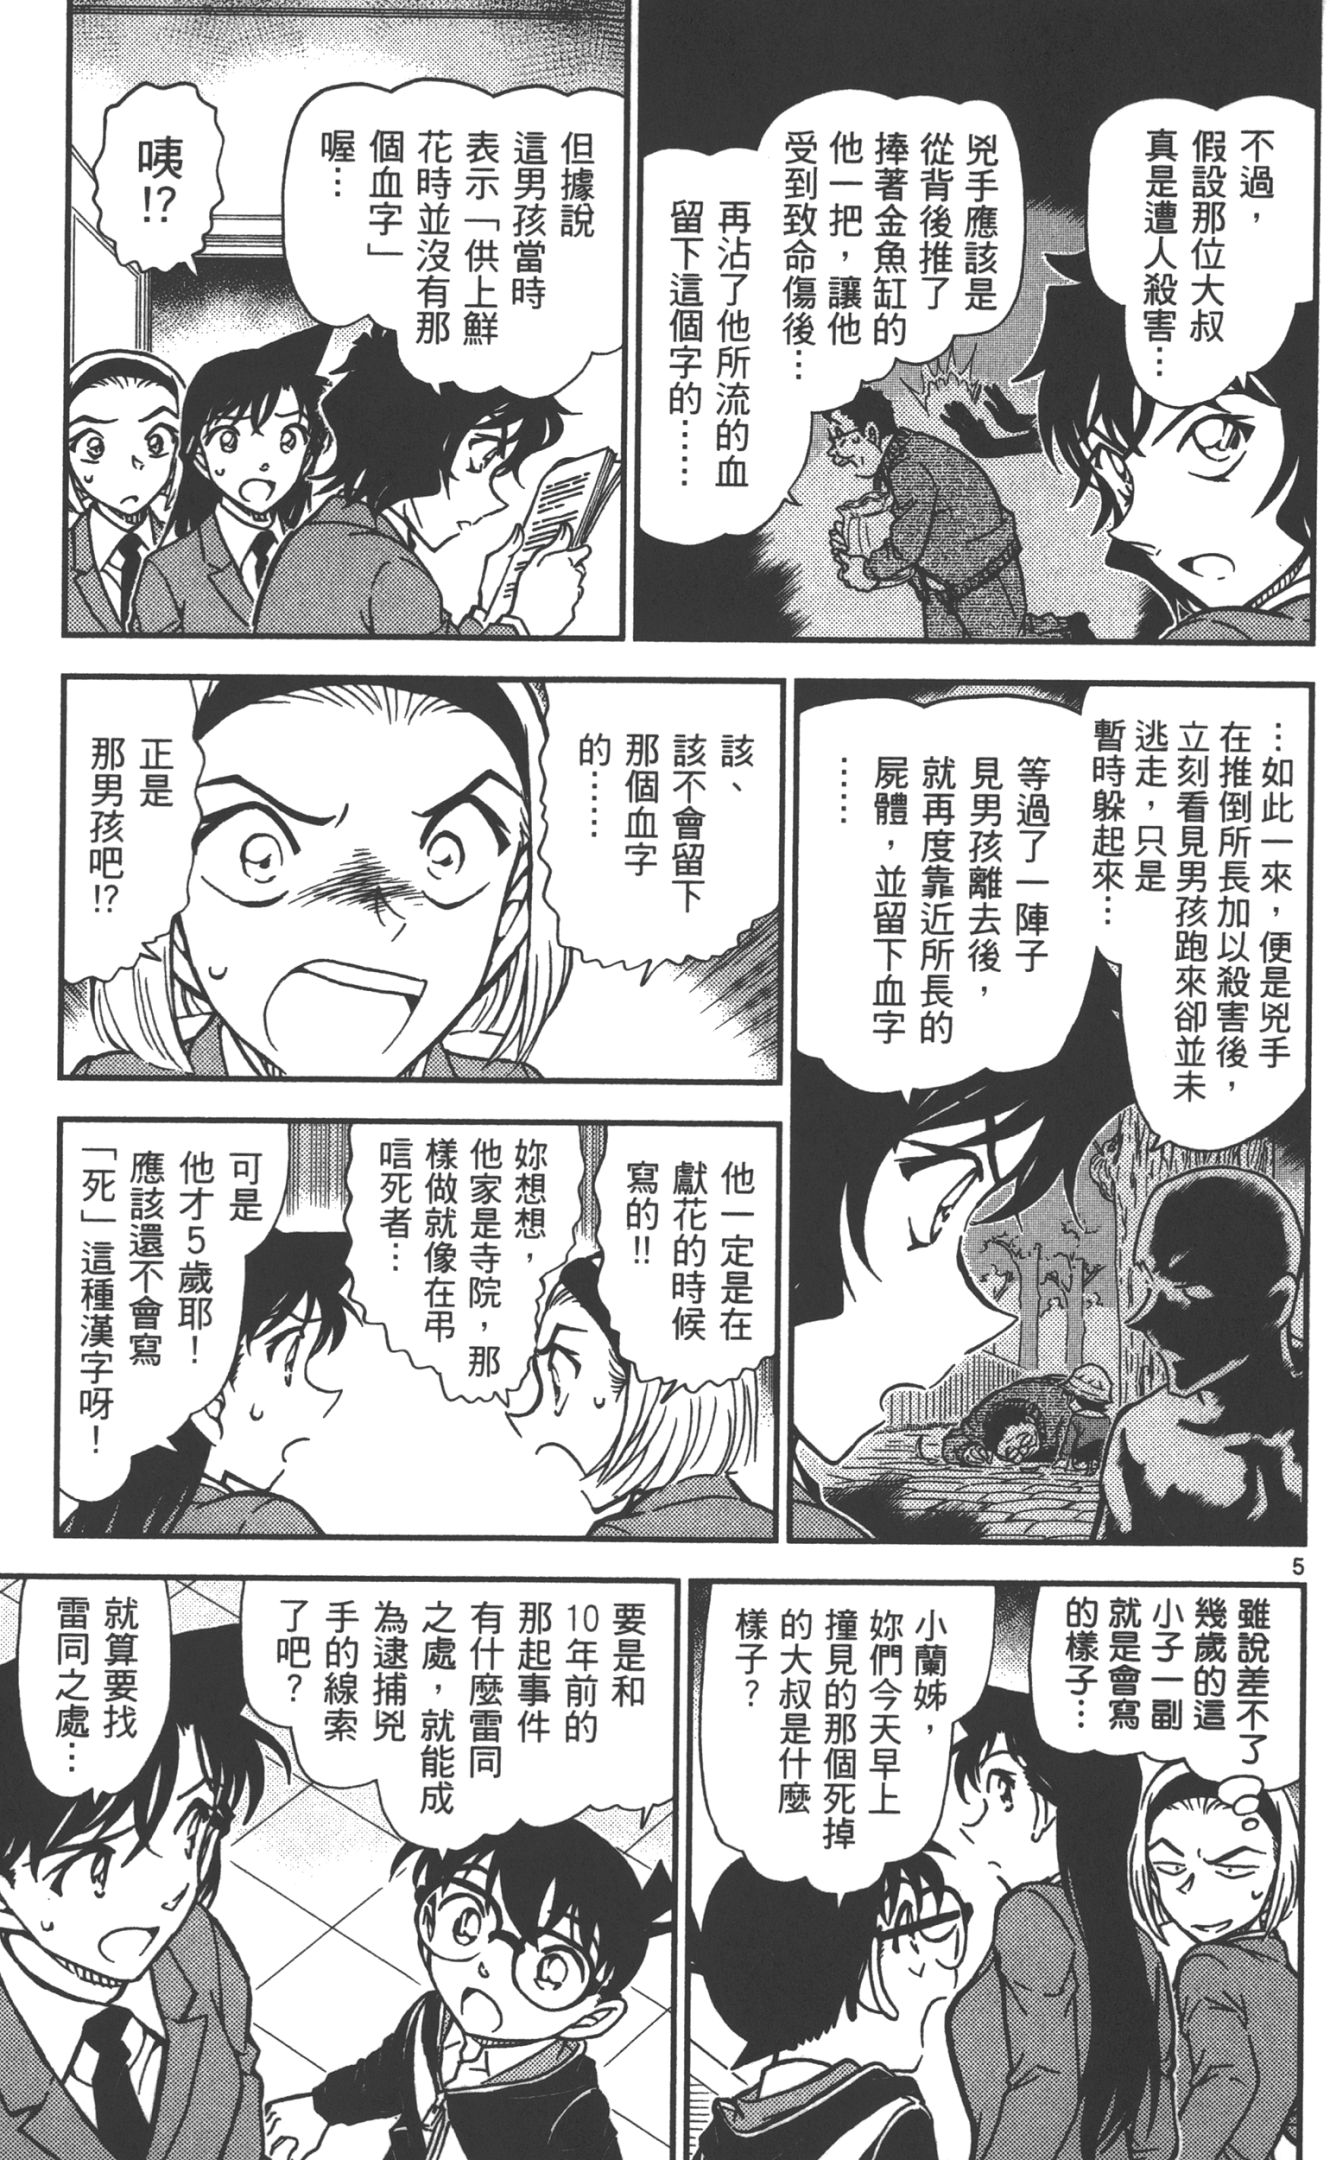 不過，
假設那位大叔
真是遭人殺害…
兇手應該是
從背後推了
捧著金魚缸的
他一把，讓他
受到致命傷後…
再沾了他所流的血
留下這個字的……
但據說
這男孩當時
表示「供上鮮
花時並沒有那
個血字」
喔…
咦!?
…如此一來，便是兇手
在推倒所長加以殺害後，
立刻看見男孩跑來卻並未
逃走，只是
暫時躲起來…
等過了一陣子
見男孩離去後，
就再度靠近所長的
屍體，並留下血字
……
該、
該不會留下
那個血字
的……
正是
那男孩吧!?
他一定是在
獻花的時候
寫的!!
妳想想，
他家是寺院，那
樣做就像在弔
唁死者…
可是
他才5歲耶！
應該還不會寫
「死」這種漢字呀！
5
雖說差不了
幾歲的這
小子一副
就是會寫
的樣子…
小蘭姊，
妳們今天早上
撞見的那個死掉
的大叔是什麼
樣子？
要是和
10年前的
那起事件
有什麼雷同
之處，就能成
為逮捕兇
手的線索
了吧？
就算要找
雷同之處…